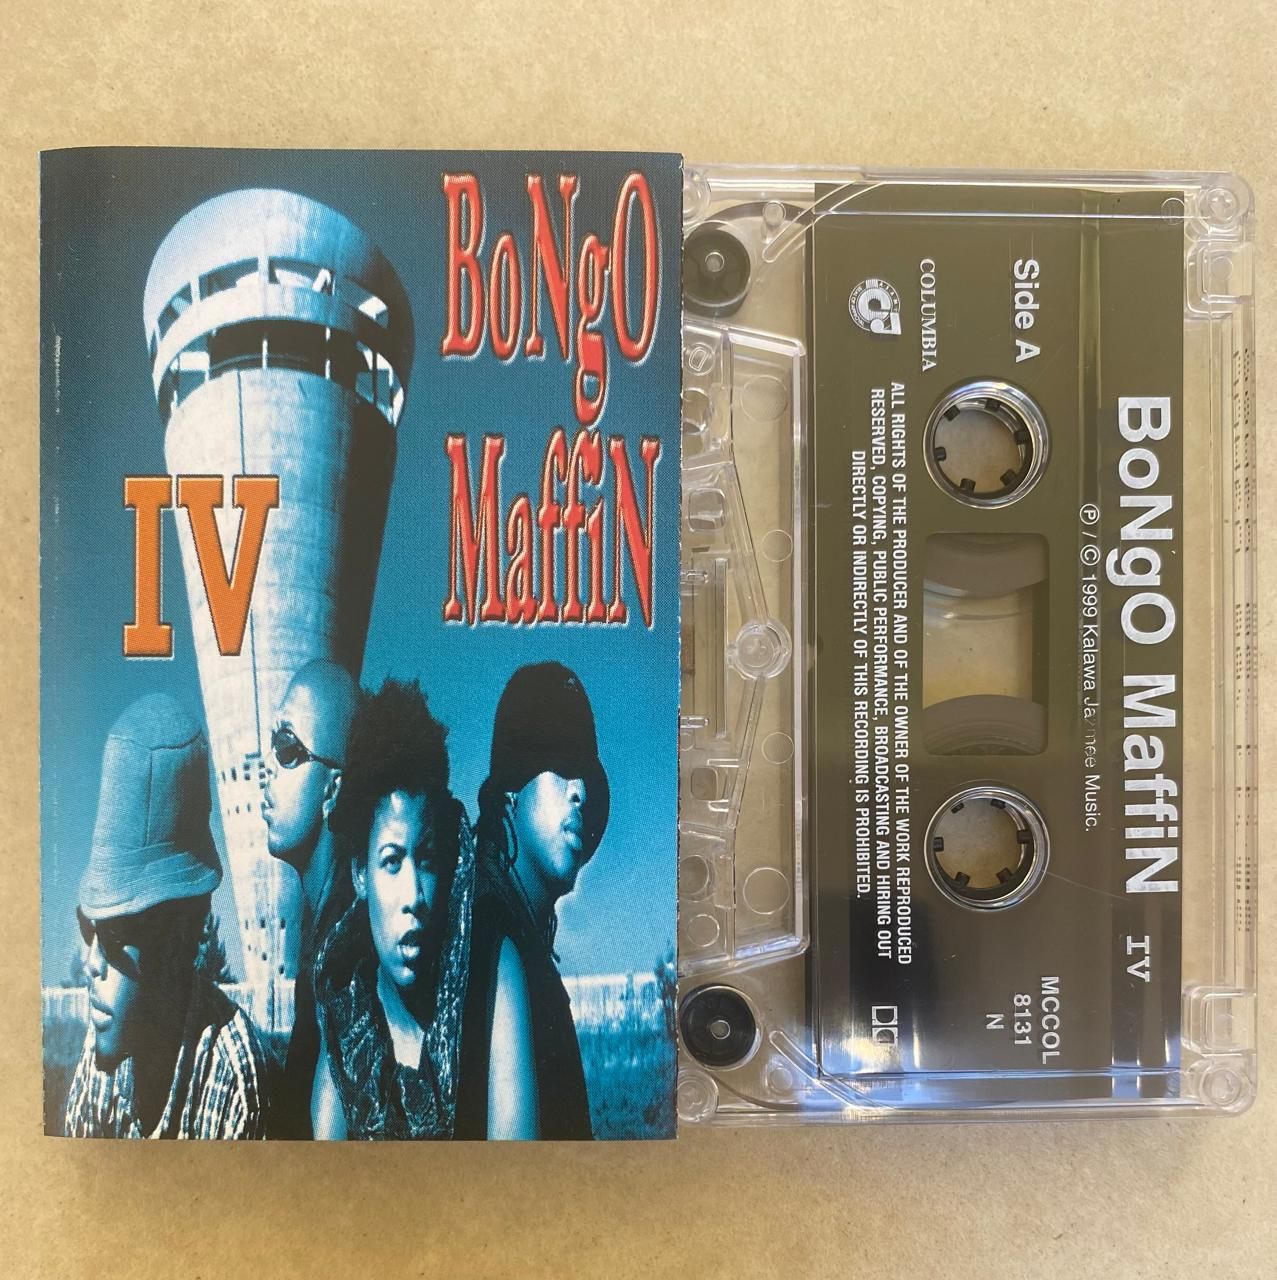 BoNgO
MaffiN
IV
Side A
COLUMBIA
BoNgO MaffiN IV
Ⓟ / © 1999 Kalawa Jazmee Music.
MCCOL
8131
N
ALL RIGHTS OF THE PRODUCER AND OF THE OWNER OF THE WORK REPRODUCED
RESERVED, COPYING, PUBLIC PERFORMANCE, BROADCASTING AND HIRING OUT
DIRECTLY OR INDIRECTLY OF THIS RECORDING IS PROHIBITED.